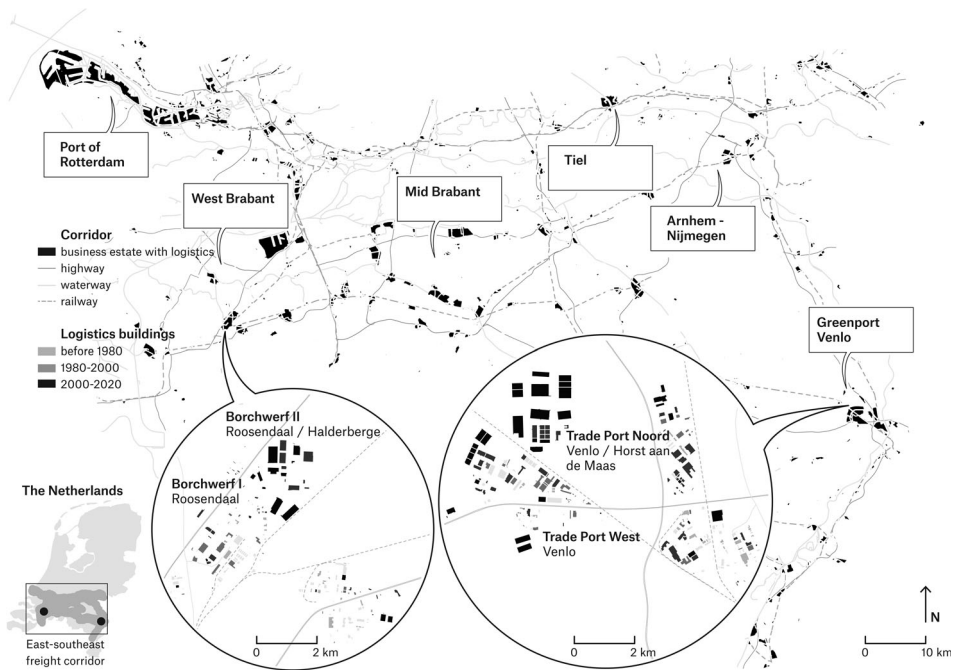 Port of
Rotterdam
West Brabant
Mid Brabant
Tiel
Arnhem -
Nijmegen
Greenport
Venlo
Corridor
business estate with logistics
highway
waterway
railway
Logistics buildings
before 1980
1980-2000
2000-2020
Borchwerf II
Roosendaal / Halderberge
Borchwerf I
Roosendaal
0 2 km
Trade Port Noord
Venlo / Horst aan
de Maas
Trade Port West
Venlo
0 2 km
The Netherlands
East-southeast
freight corridor
N
0 10 km